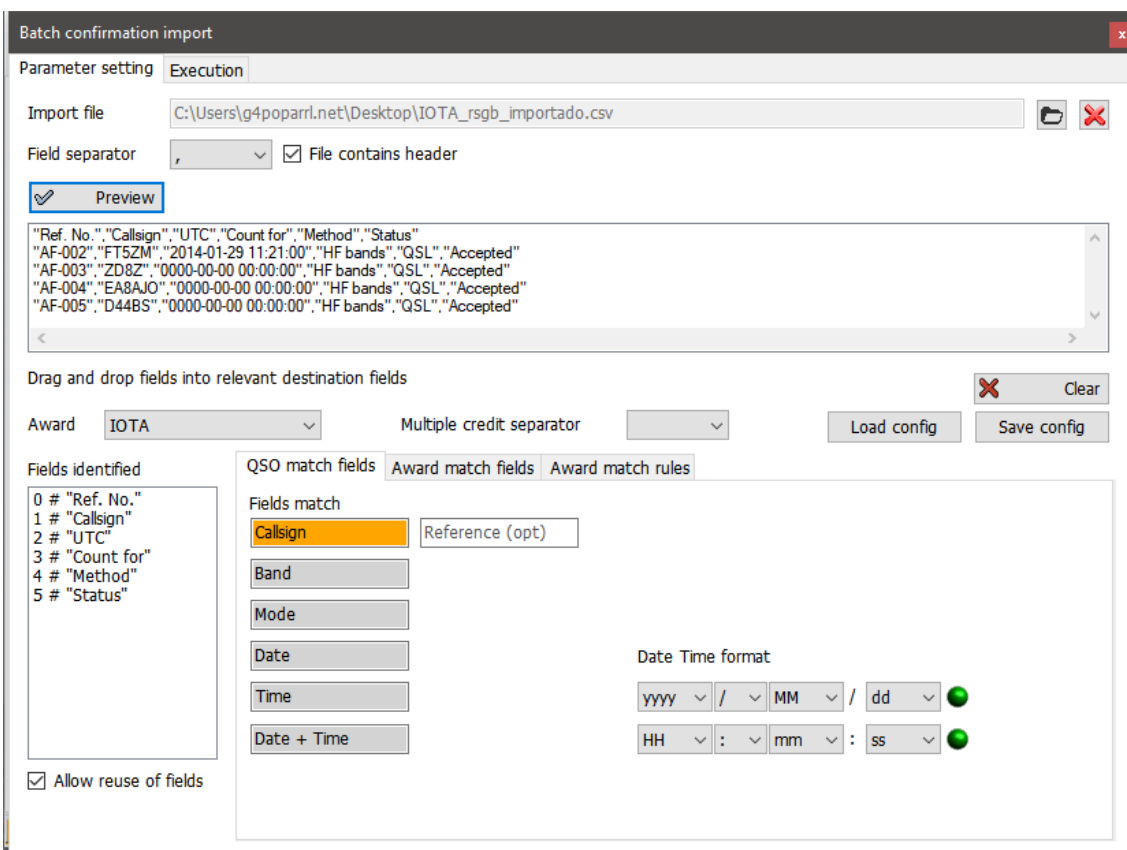 Batch confirmation import
x
Parameter setting Execution
Import file C:\Users\g4poparrl.net\Desktop\IOTA_rsgb_importado.csv
Field separator , File contains header
Preview
"Ref. No.","Callsign","UTC","Count for","Method","Status"
"AF-002","FT5ZM","2014-01-29 11:21:00","HF bands","QSL","Accepted"
"AF-003","ZD8Z","0000-00-00 00:00:00","HF bands","QSL","Accepted"
"AF-004","EA8AJO","0000-00-00 00:00:00","HF bands","QSL","Accepted"
"AF-005","D44BS","0000-00-00 00:00:00","HF bands","QSL","Accepted"
Drag and drop fields into relevant destination fields
Clear
Award IOTA Multiple credit separator Load config Save config
Fields identified
0 # "Ref. No."
1 # "Callsign"
2 # "UTC"
3 # "Count for"
4 # "Method"
5 # "Status"
Allow reuse of fields
QSO match fields Award match fields Award match rules
Fields match
Callsign Reference (opt)
Band
Mode
Date Date Time format
Time yyyy / MM / dd
Date + Time HH : mm : ss